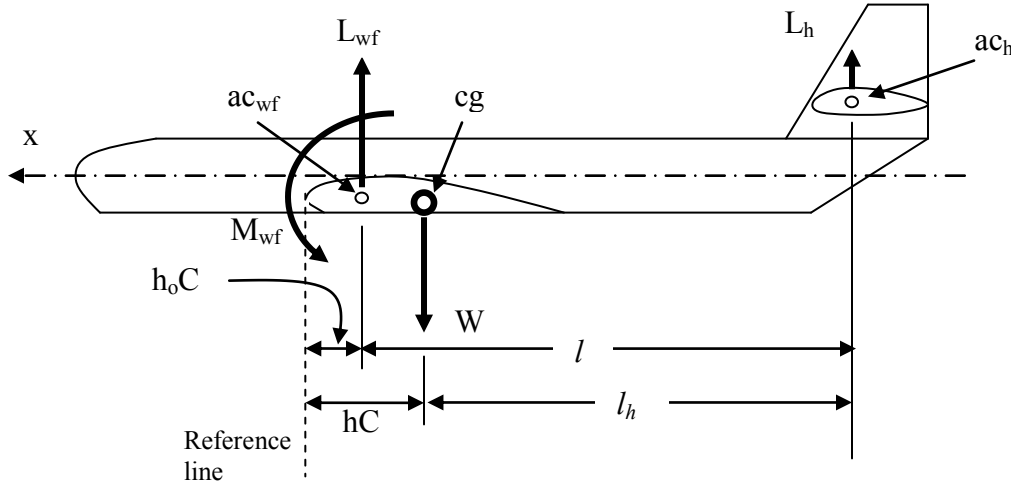 L_wf
L_h
ac_h
ac_wf
cg
x
M_wf
h_oC
W
l
l_h
hC
Reference
line